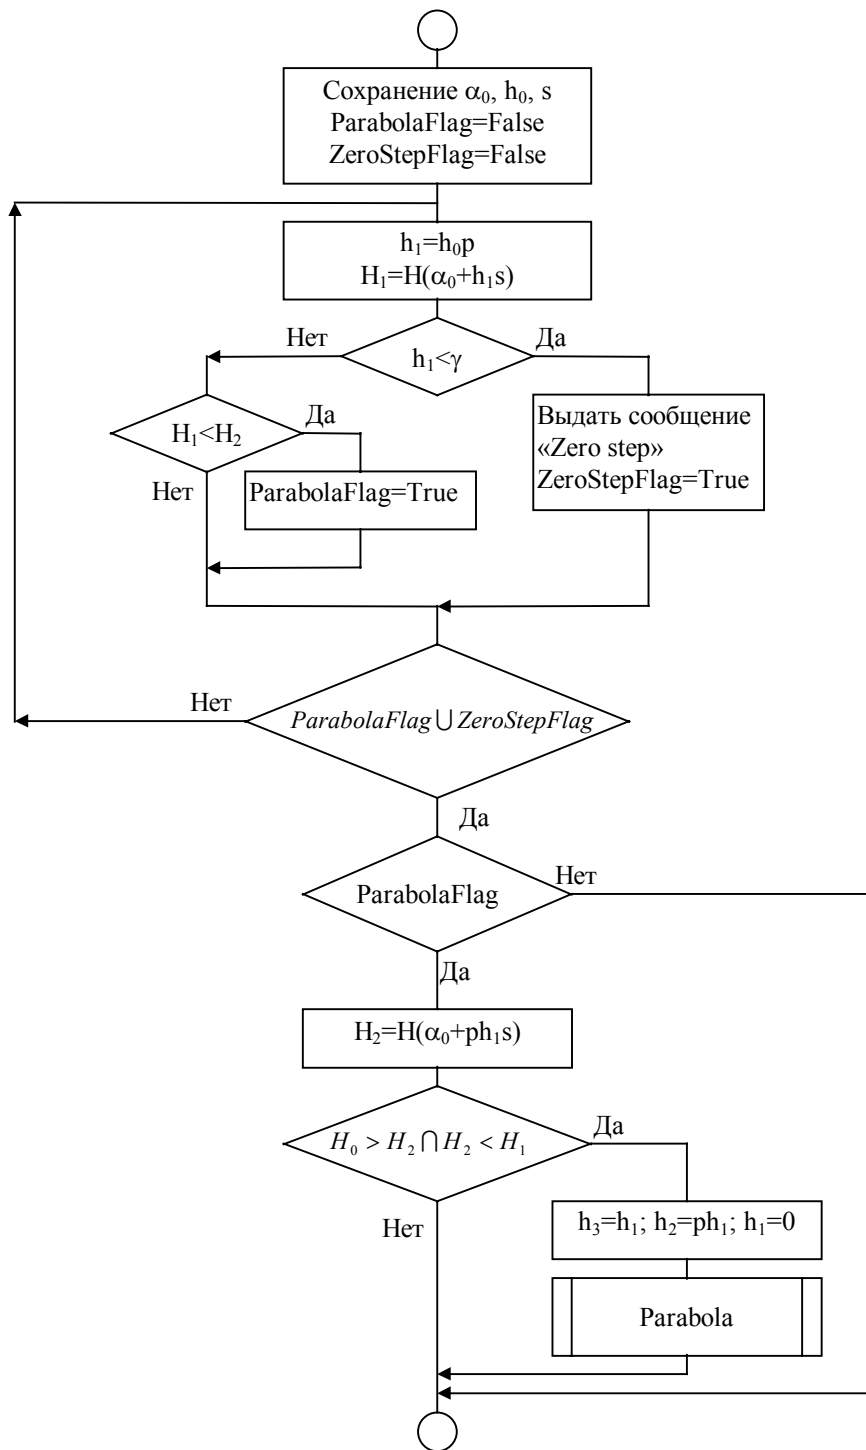 Сохранение α₀, h₀, s
ParabolaFlag=False
ZeroStepFlag=False
h₁=h₀p
H₁=H(α₀+h₁s)
Нет
Да
h₁<γ
H₁<H₂
Да
Нет
ParabolaFlag=True
Выдать сообщение
«Zero step»
ZeroStepFlag=True
Нет
ParabolaFlag ⋃ ZeroStepFlag
Да
ParabolaFlag
Нет
Да
H₂=H(α₀+ph₁s)
H₀ > H₂ ⋂ H₂ < H₁
Да
Нет
h₃=h₁; h₂=ph₁; h₁=0
Parabola